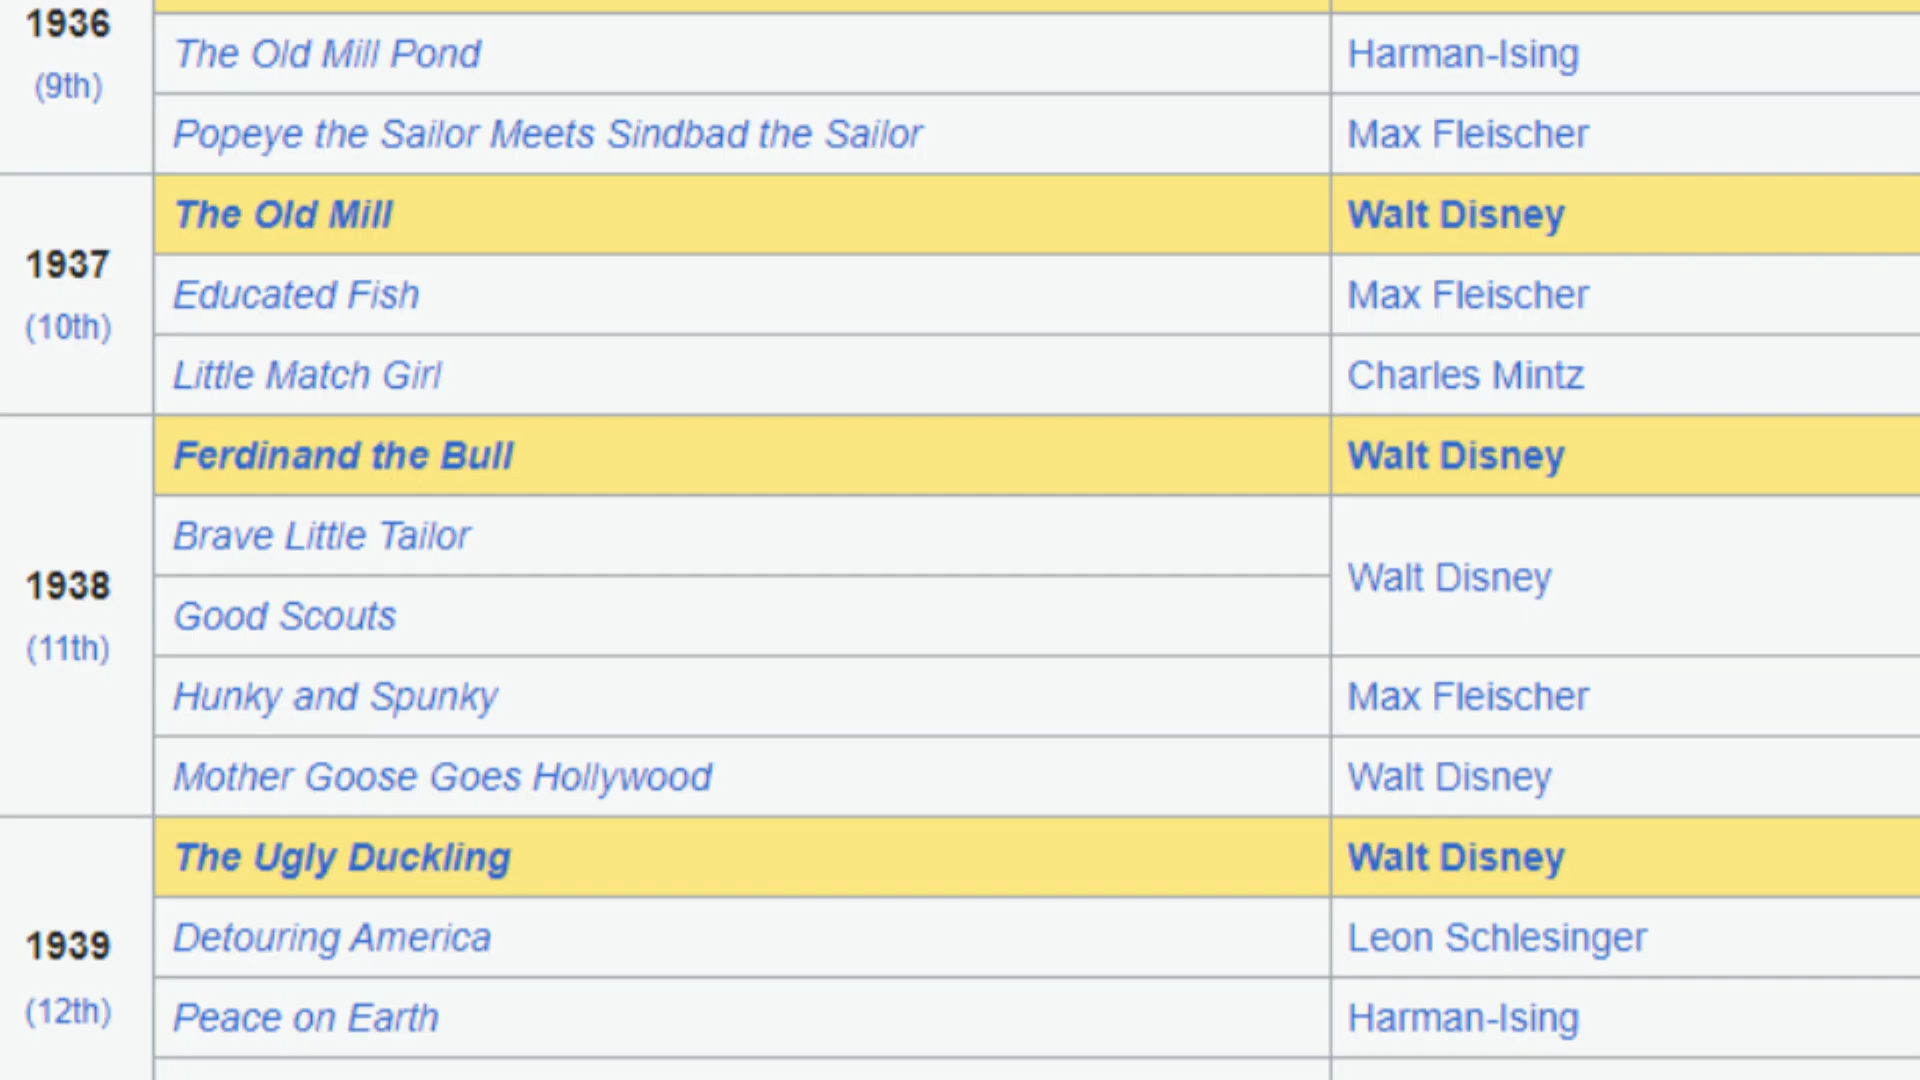 1936
(9th)
The Old Mill Pond
Harman-Ising
Popeye the Sailor Meets Sindbad the Sailor
Max Fleischer
1937
(10th)
The Old Mill
Walt Disney
Educated Fish
Max Fleischer
Little Match Girl
Charles Mintz
1938
(11th)
Ferdinand the Bull
Walt Disney
Brave Little Tailor
Good Scouts
Walt Disney
Hunky and Spunky
Max Fleischer
Mother Goose Goes Hollywood
Walt Disney
1939
(12th)
The Ugly Duckling
Walt Disney
Detouring America
Leon Schlesinger
Peace on Earth
Harman-Ising